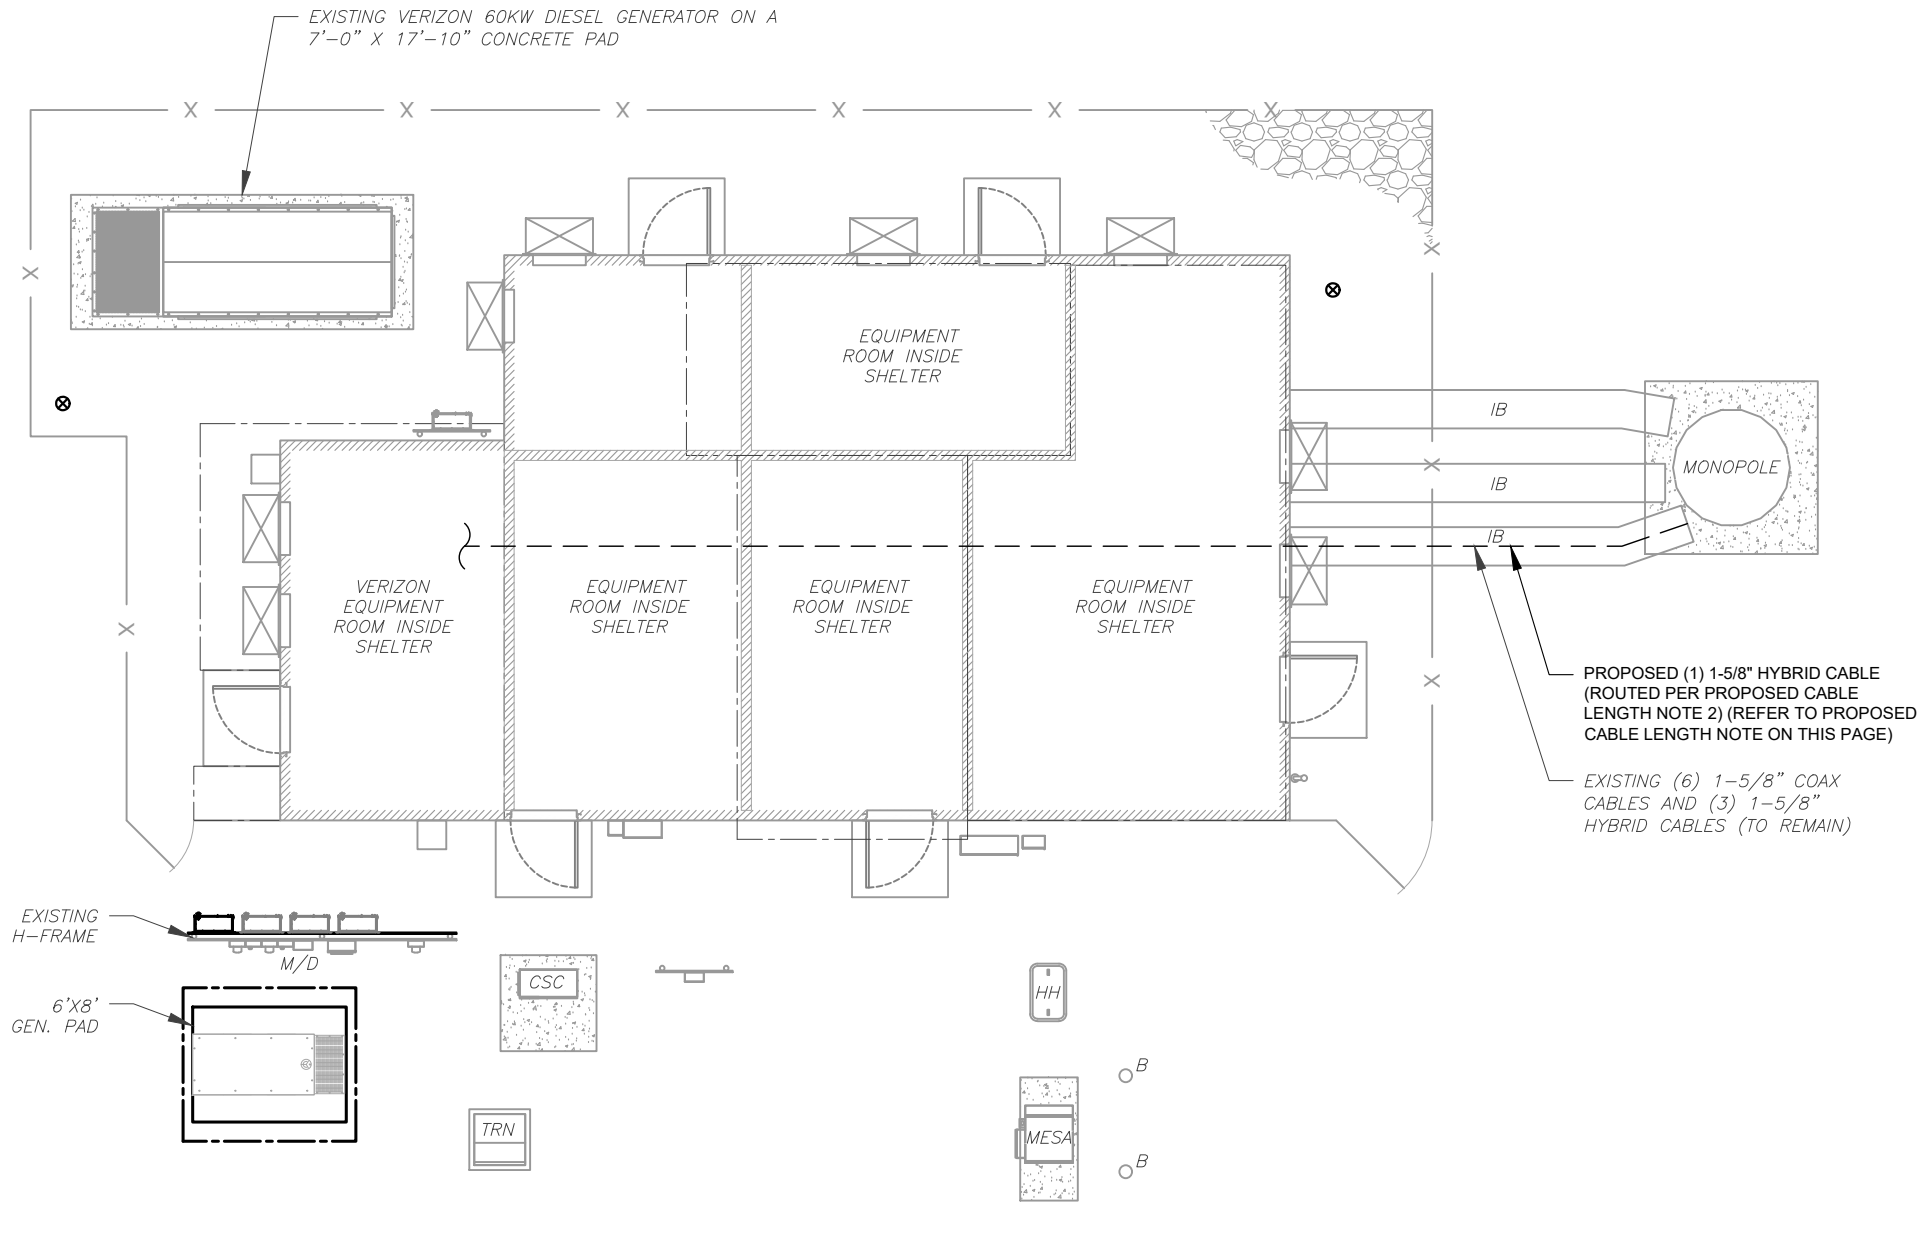 EXISTING VERIZON 60KW DIESEL GENERATOR ON A
7'-0" X 17'-10" CONCRETE PAD
X X X X X X
X
X
EQUIPMENT
ROOM INSIDE
SHELTER
IB
MONOPOLE
X
IB
IB
VERIZON
EQUIPMENT
ROOM INSIDE
SHELTER
EQUIPMENT
ROOM INSIDE
SHELTER
EQUIPMENT
ROOM INSIDE
SHELTER
EQUIPMENT
ROOM INSIDE
SHELTER
X
X
PROPOSED (1) 1-5/8" HYBRID CABLE
(ROUTED PER PROPOSED CABLE
LENGTH NOTE 2) (REFER TO PROPOSED
CABLE LENGTH NOTE ON THIS PAGE)
EXISTING (6) 1-5/8" COAX
CABLES AND (3) 1-5/8"
HYBRID CABLES (TO REMAIN)
EXISTING
H-FRAME
M/D
6'X8'
GEN. PAD
CSC
HH
B
TRN
MESA
B